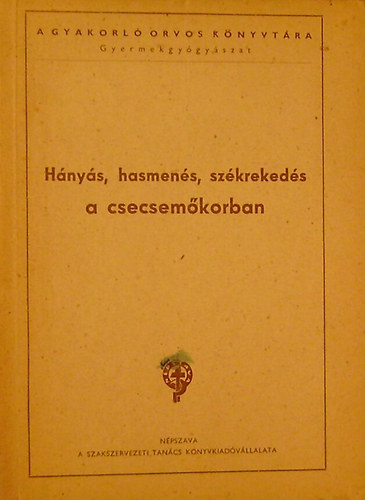 A GYAKORLÓ ORVOS KÖNYVTÁRA
Gyermekgyógyászat
Hányás, hasmenés, székrekedés
a csecsemőkorban
NÉPSZAVA
A SZAKSZERVEZETI TANÁCS KÖNYVKIADÓVÁLLALATA